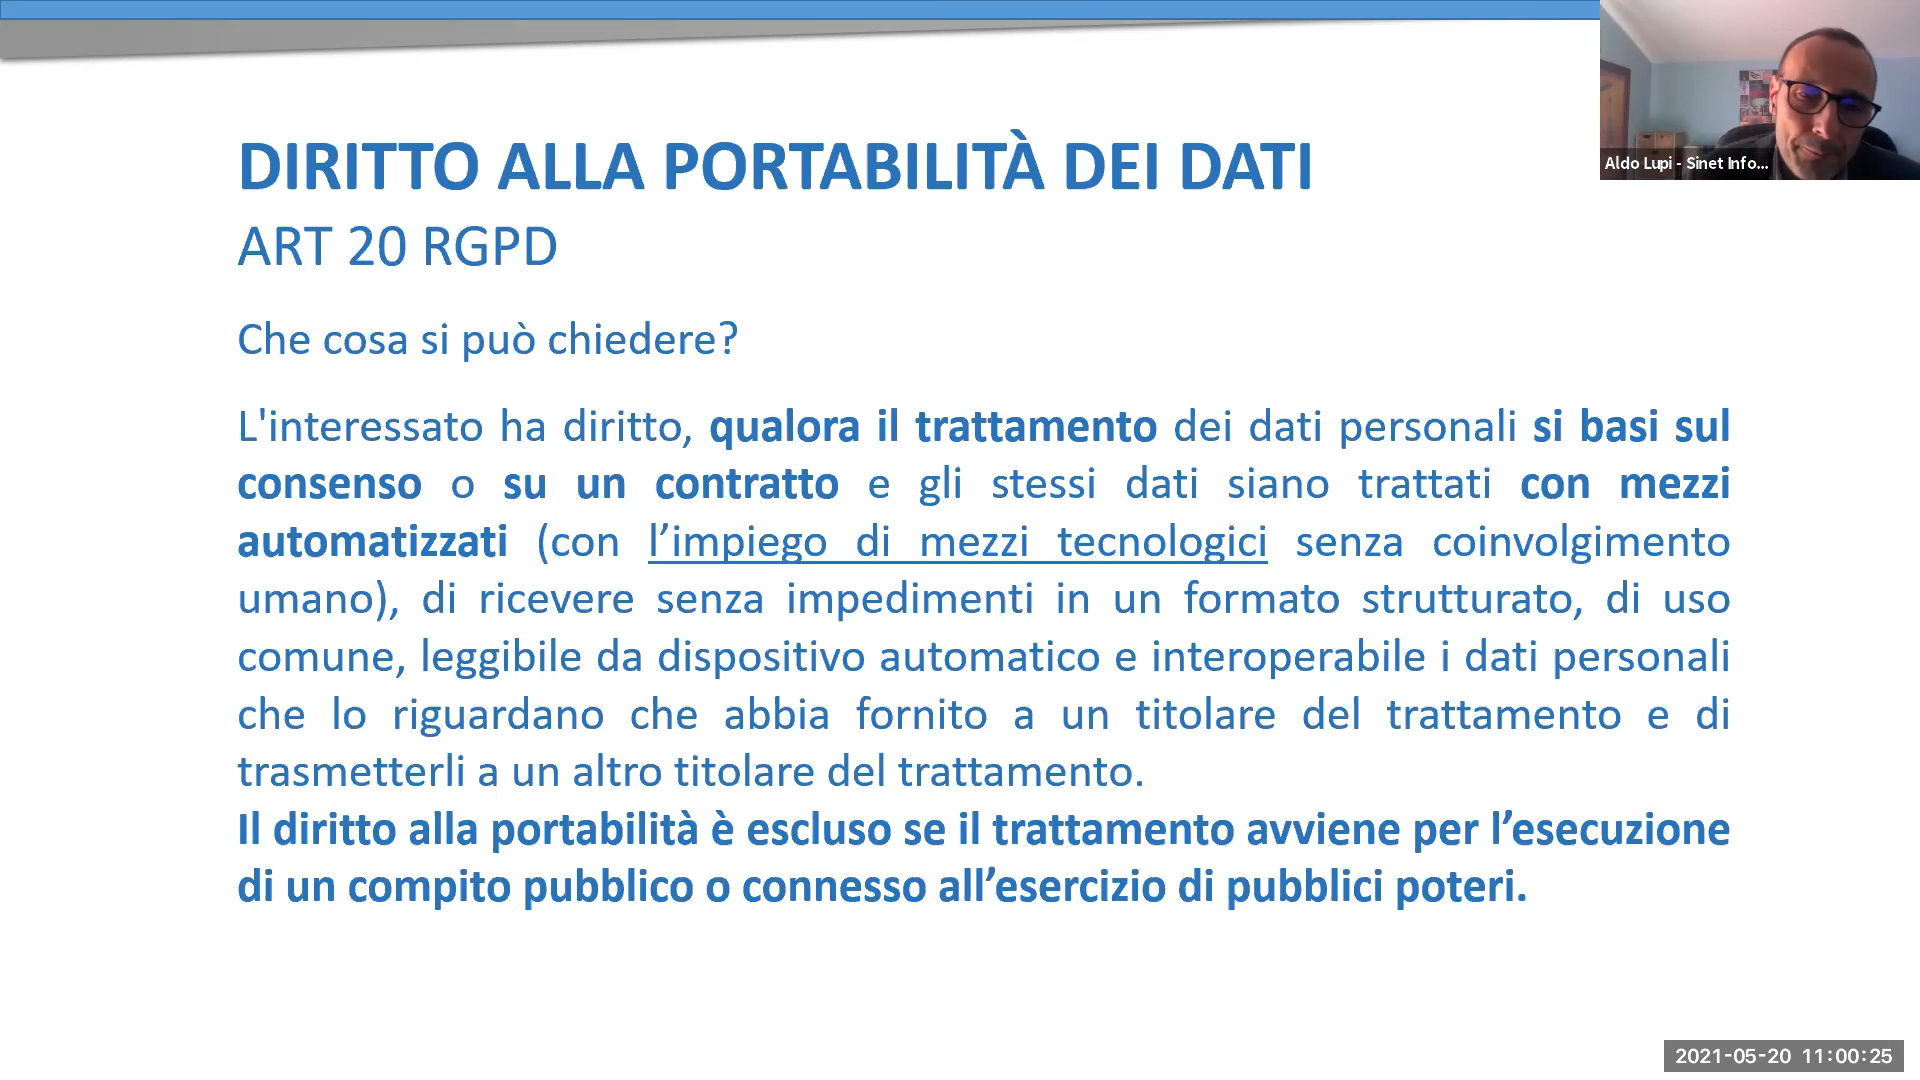 DIRITTO ALLA PORTABILITÀ DEI DATI
ART 20 RGPD
Che cosa si può chiedere?
L'interessato ha diritto, qualora il trattamento dei dati personali si basi sul
consenso o su un contratto e gli stessi dati siano trattati con mezzi
automatizzati (con l’impiego di mezzi tecnologici senza coinvolgimento
umano), di ricevere senza impedimenti in un formato strutturato, di uso
comune, leggibile da dispositivo automatico e interoperabile i dati personali
che lo riguardano che abbia fornito a un titolare del trattamento e di
trasmetterli a un altro titolare del trattamento.
Il diritto alla portabilità è escluso se il trattamento avviene per l’esecuzione
di un compito pubblico o connesso all’esercizio di pubblici poteri.
Aldo Lupi - Sinet Info...
2021-05-20 11:00:25